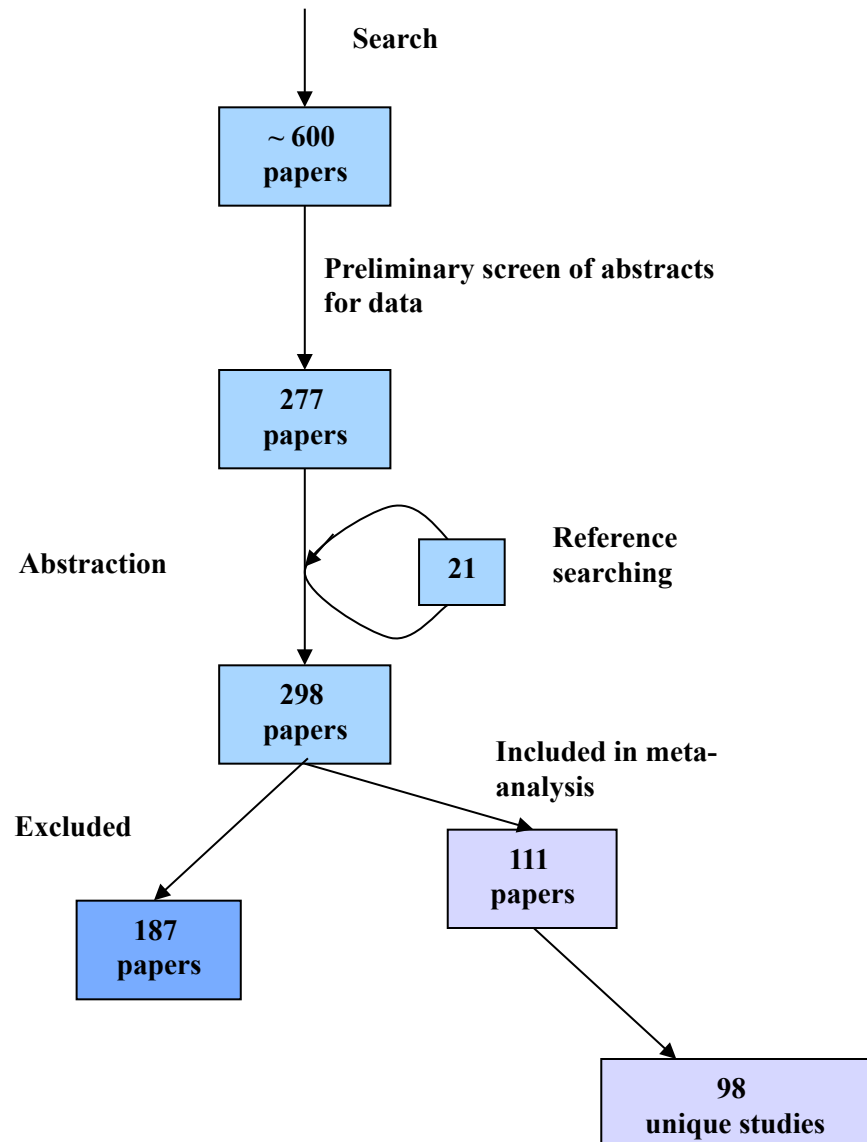 Search
~ 600
papers
Preliminary screen of abstracts
for data
277
papers
Abstraction
21
Reference
searching
298
papers
Included in meta-
analysis
Excluded
111
papers
187
papers
98
unique studies